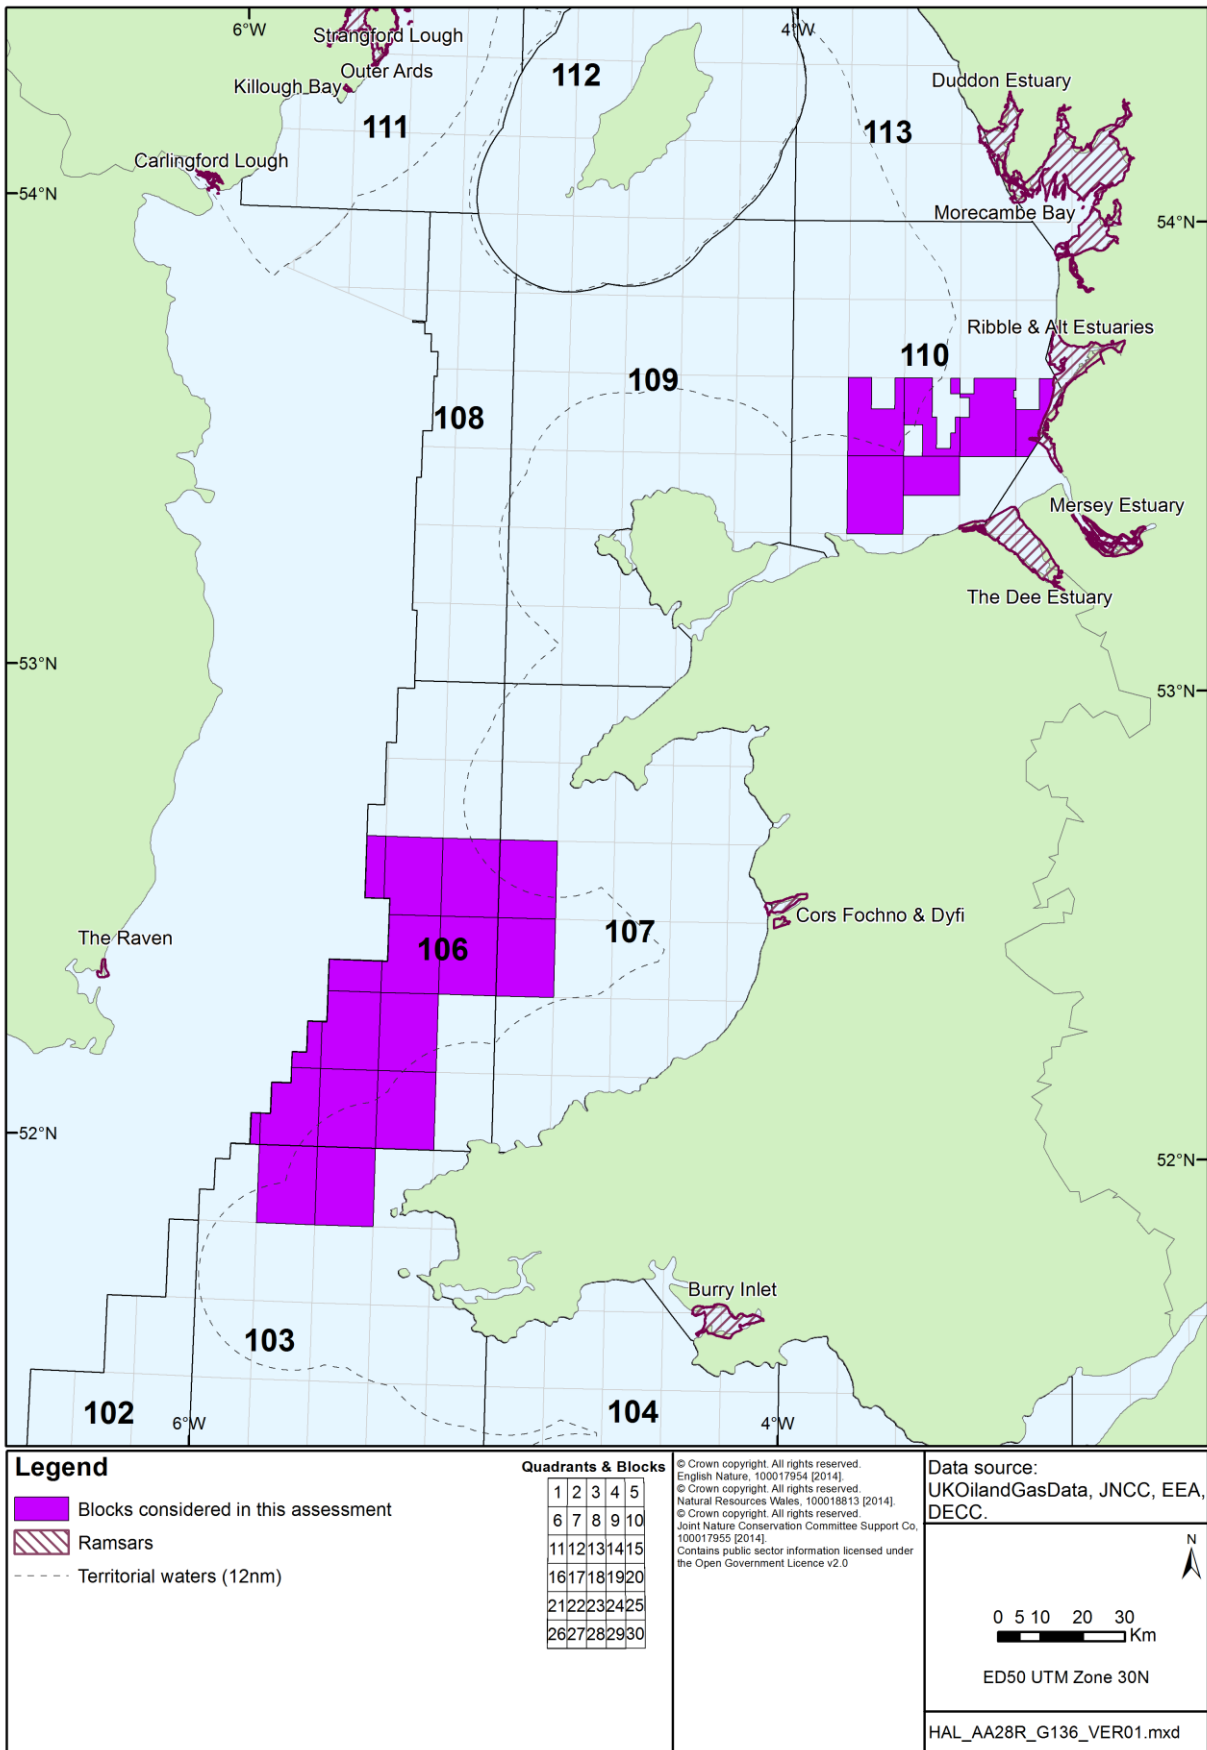 6°W
4°W
Strangford Lough
Outer Ards
Killough Bay
112
Duddon Estuary
111
113
Carlingford Lough
54°N
Morecambe Bay
54°N
Ribble & Alt Estuaries
110
109
108
Mersey Estuary
The Dee Estuary
53°N
53°N
Cors Fochno & Dyfi
107
The Raven
106
52°N
52°N
Burry Inlet
103
102
6°W
104
4°W
Legend
Blocks considered in this assessment
Ramsars
Territorial waters (12nm)
Quadrants & Blocks
1 2 3 4 5
6 7 8 9 10
11 12 13 14 15
16 17 18 19 20
21 22 23 24 25
26 27 28 29 30
© Crown copyright. All rights reserved.
English Nature, 100017954 [2014].
© Crown copyright. All rights reserved.
Natural Resources Wales, 100018813 [2014].
© Crown copyright. All rights reserved.
Joint Nature Conservation Committee Support Co,
100017955 [2014].
Contains public sector information licensed under
the Open Government Licence v2.0
Data source:
UKOilandGasData, JNCC, EEA,
DECC.
N
0 5 10 20 30
Km
ED50 UTM Zone 30N
HAL_AA28R_G136_VER01.mxd